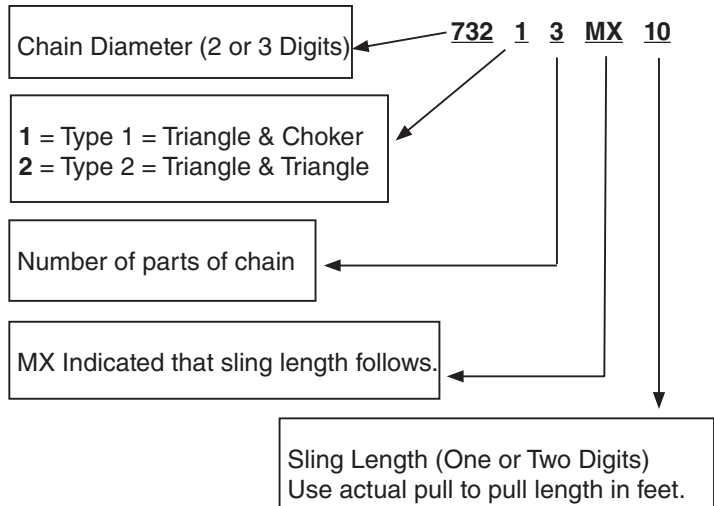 732 1 3 MX 10
Chain Diameter (2 or 3 Digits)
1 = Type 1 = Triangle & Choker
2 = Type 2 = Triangle & Triangle
Number of parts of chain
MX Indicated that sling length follows.
Sling Length (One or Two Digits)
Use actual pull to pull length in feet.